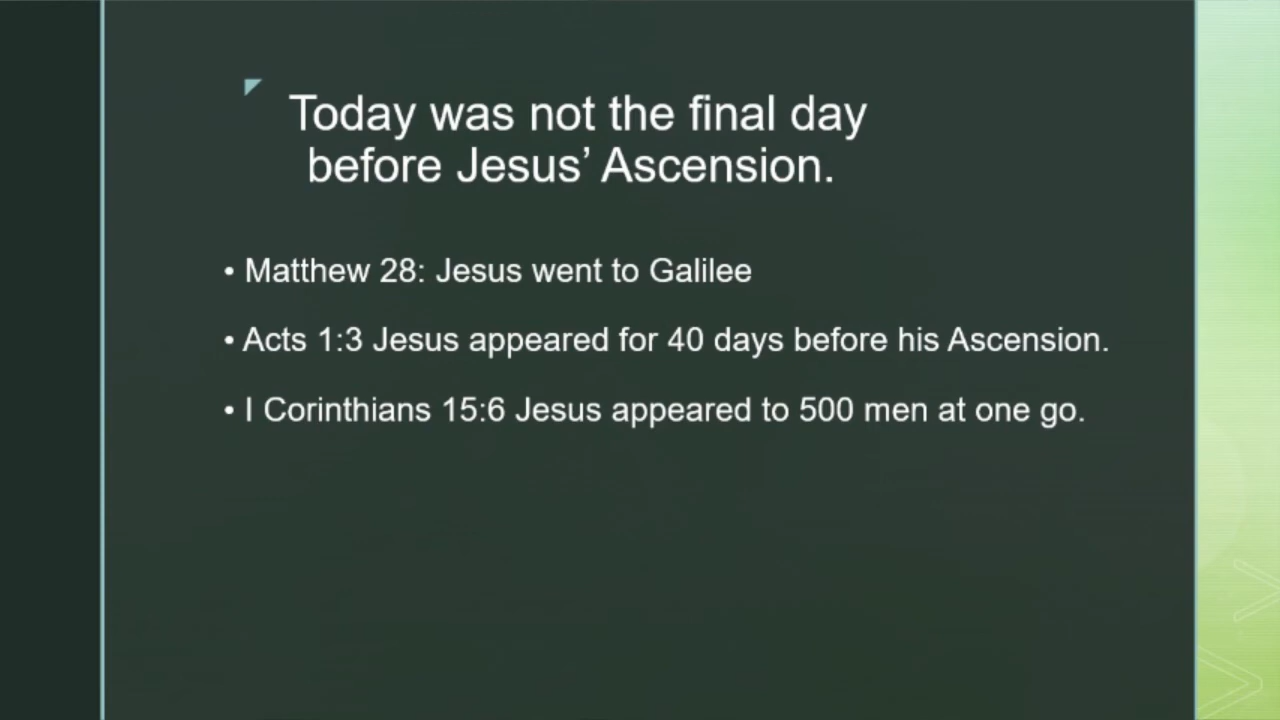 Today was not the final day
before Jesus’ Ascension.
• Matthew 28: Jesus went to Galilee
• Acts 1:3 Jesus appeared for 40 days before his Ascension.
• I Corinthians 15:6 Jesus appeared to 500 men at one go.